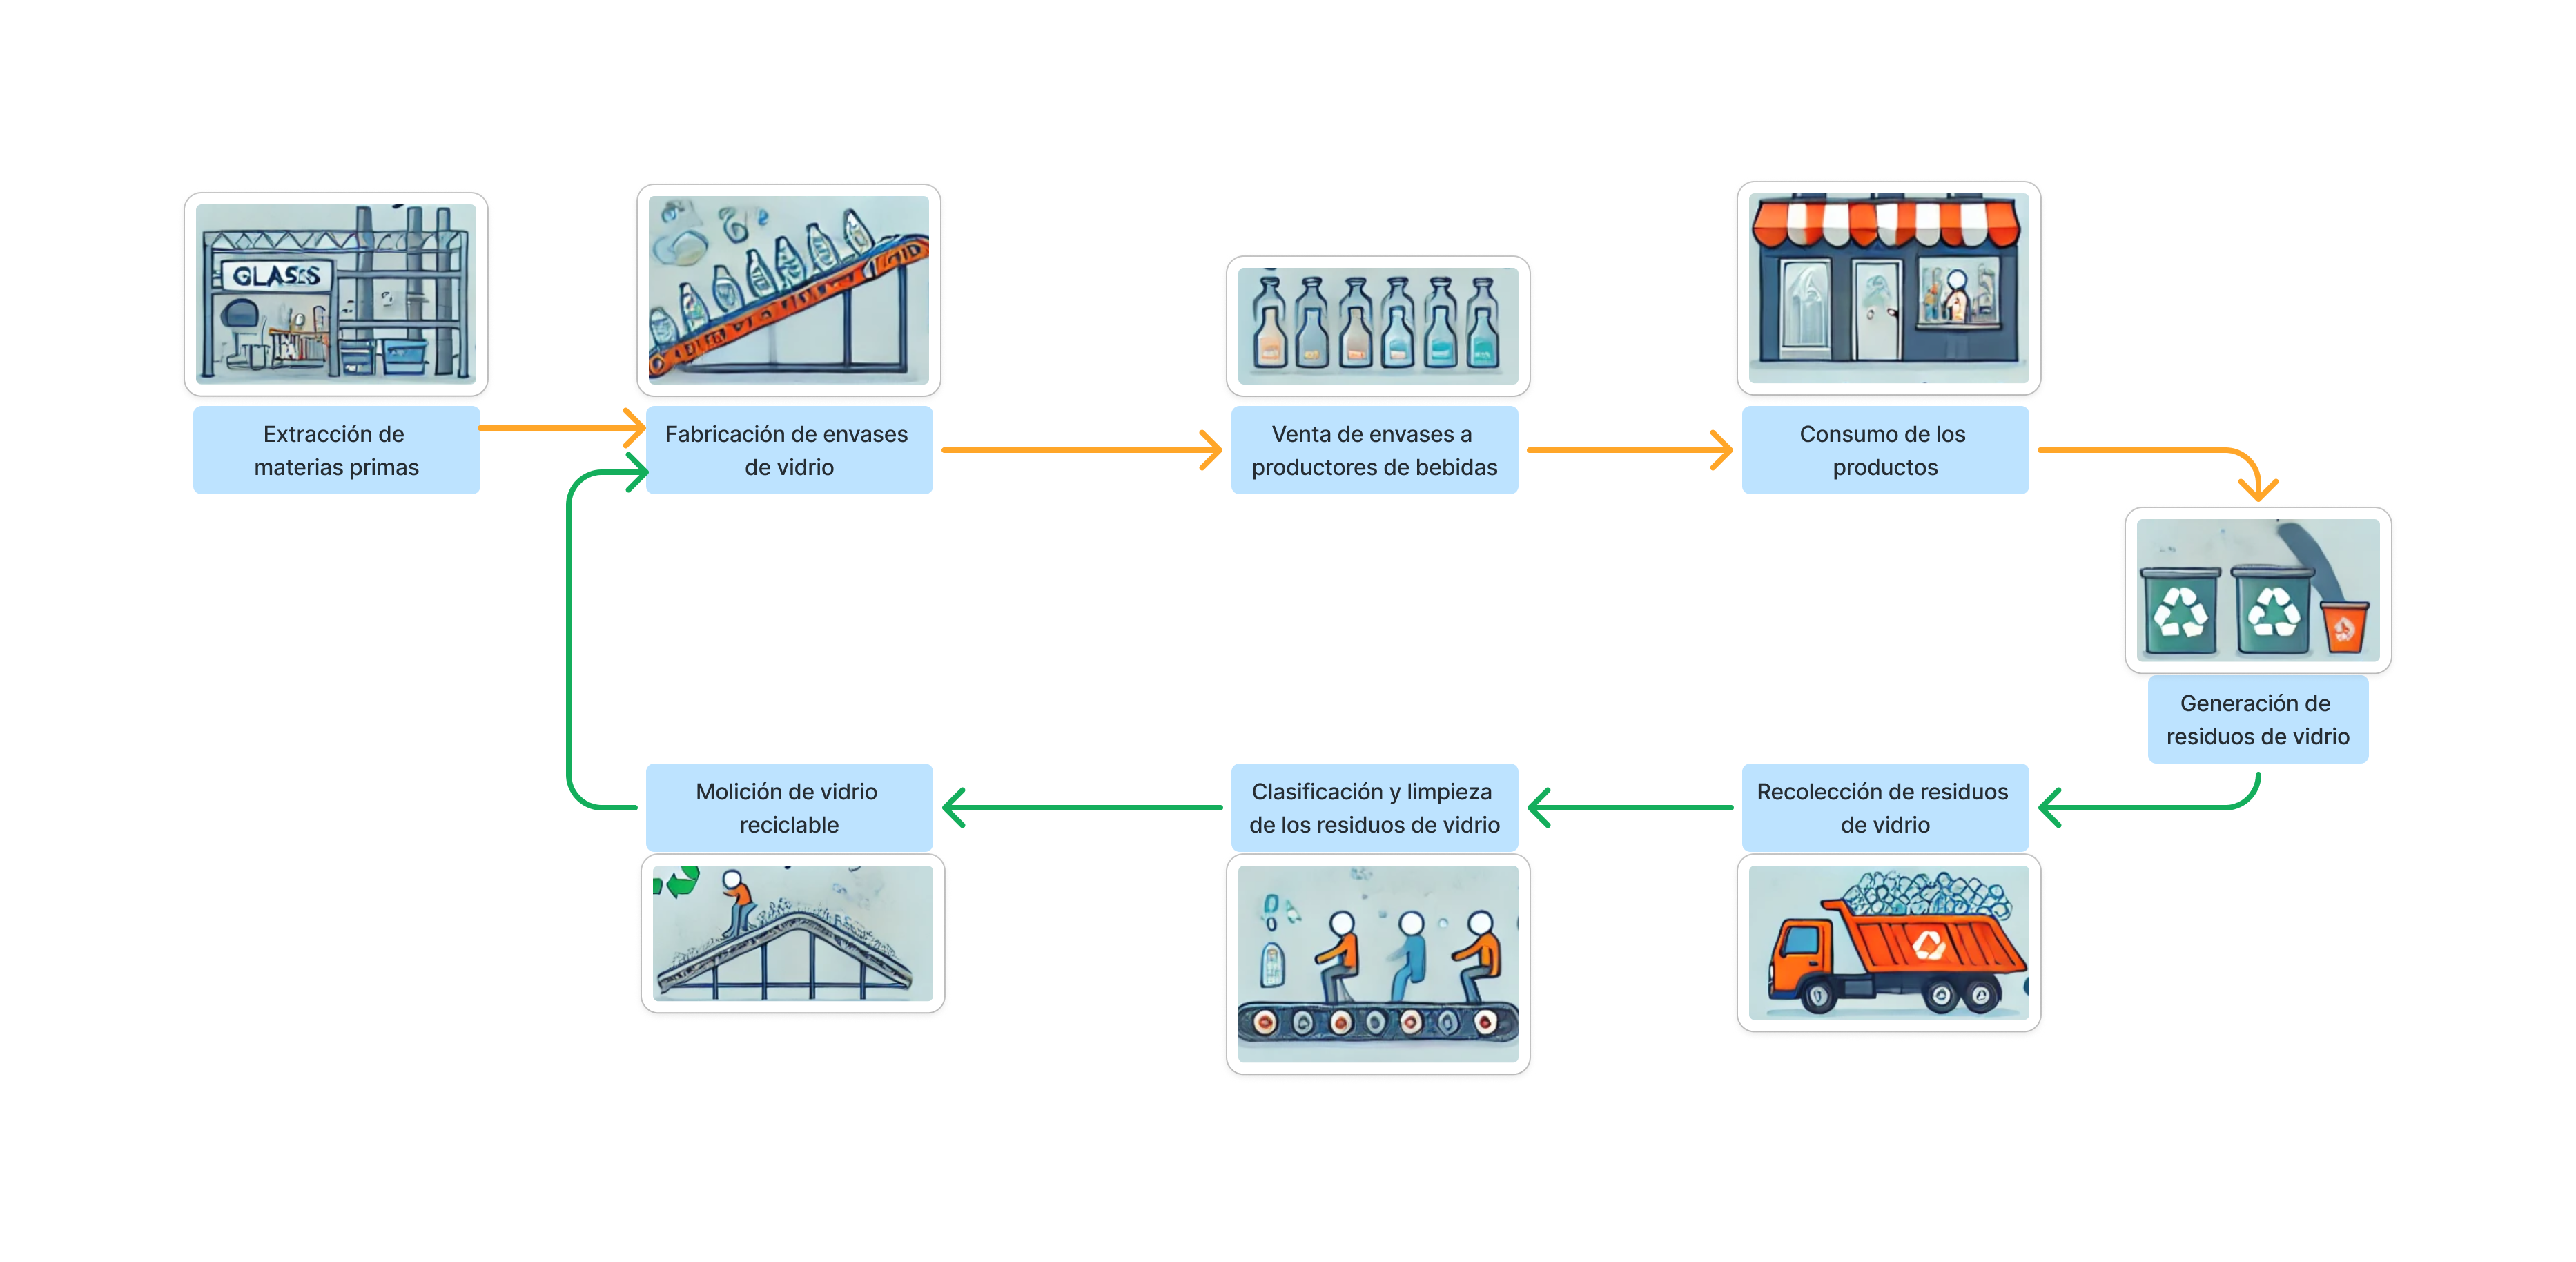 GLASS
Extracción de
materias primas
Fabricación de envases
de vidrio
Venta de envases a
productores de bebidas
Consumo de los
productos
Generación de
residuos de vidrio
Recolección de residuos
de vidrio
Clasificación y limpieza
de los residuos de vidrio
Molición de vidrio
reciclable